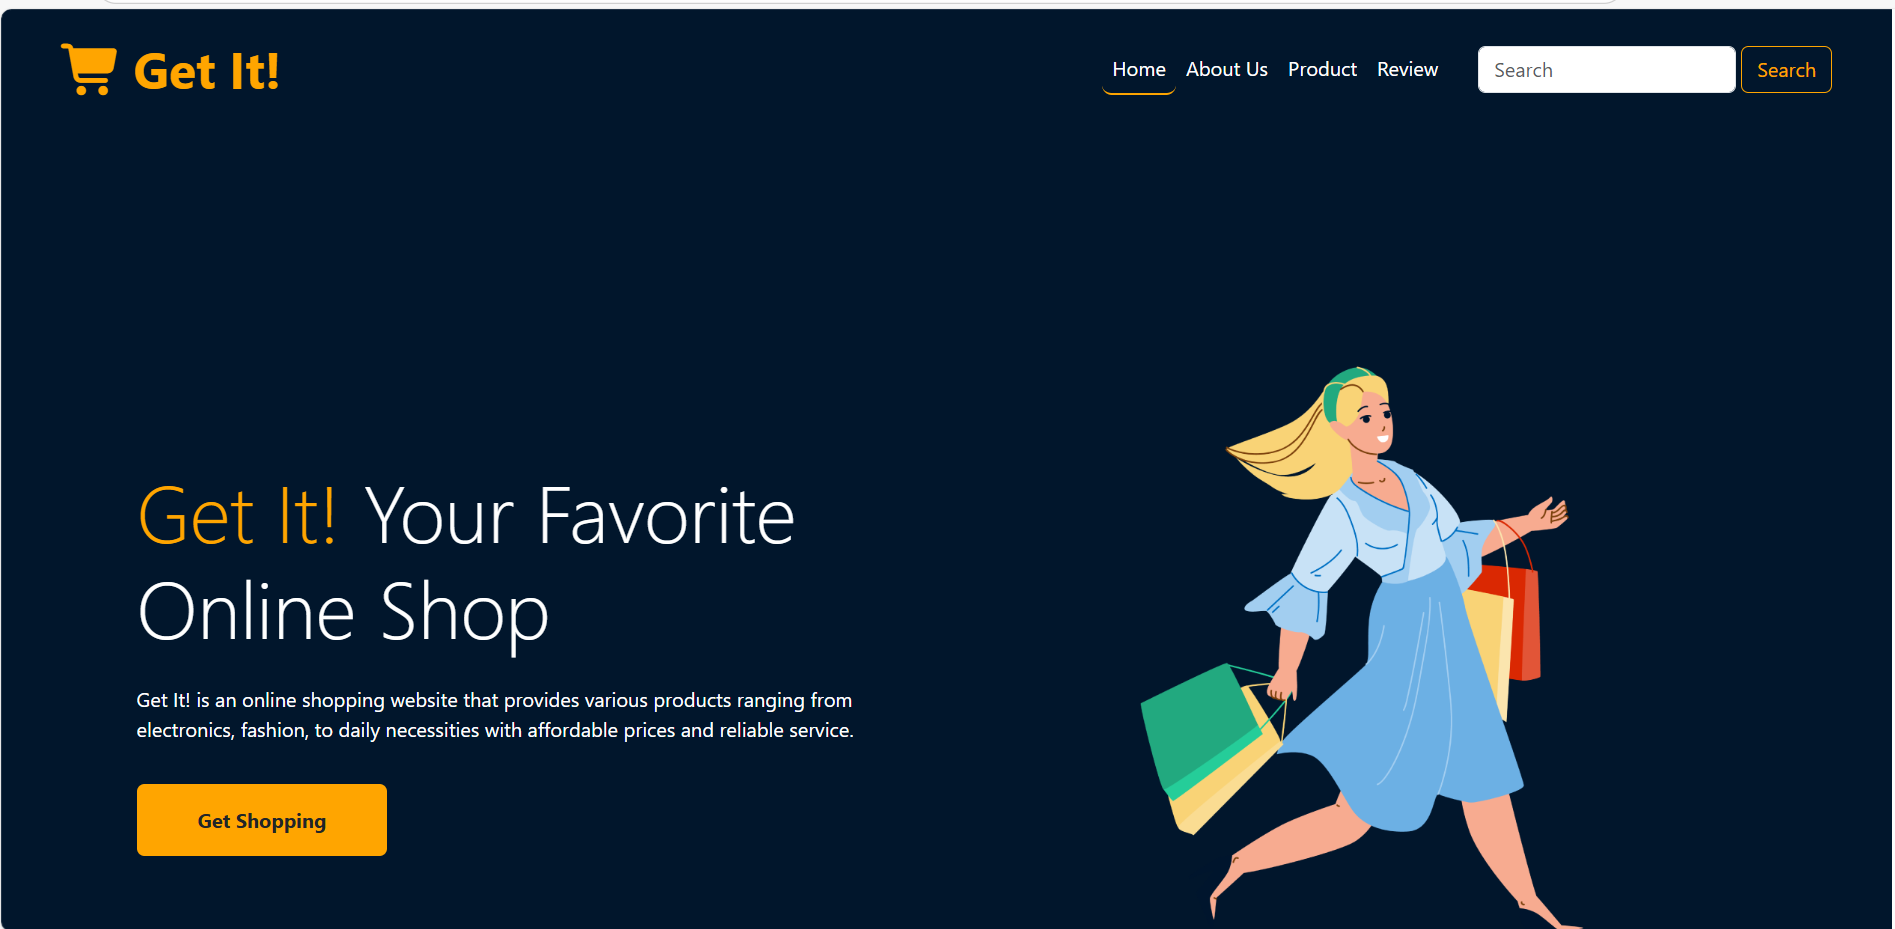 Get It!
Home About Us Product Review Search Search
Get It! Your Favorite
Online Shop
Get It! is an online shopping website that provides various products ranging from
electronics, fashion, to daily necessities with affordable prices and reliable service.
Get Shopping